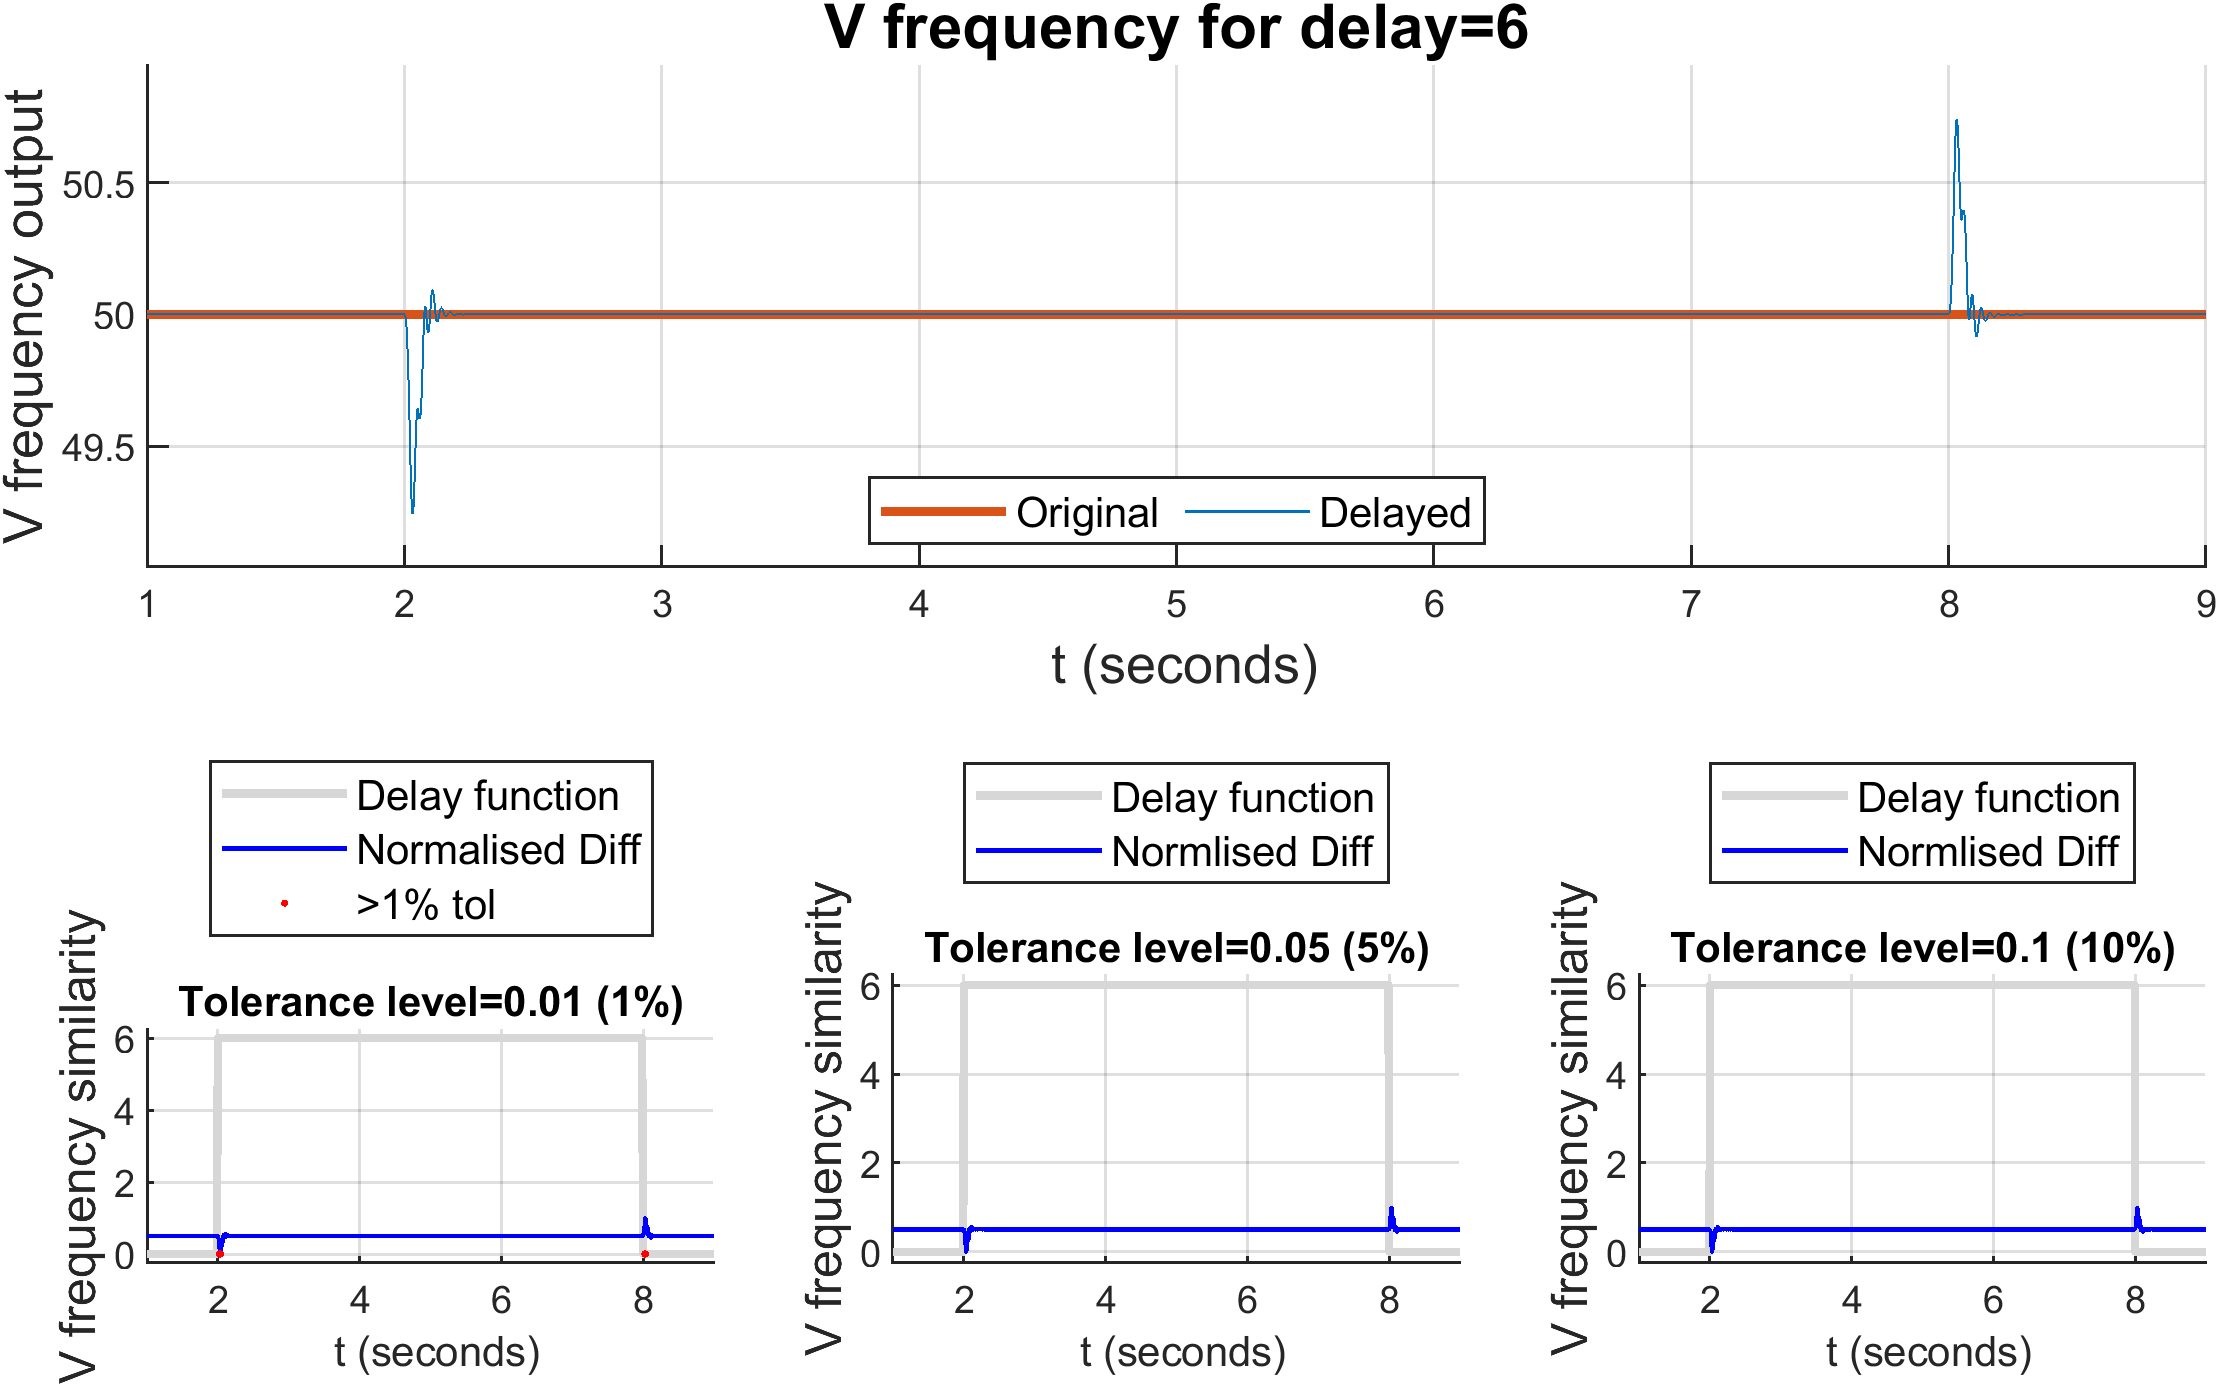 V frequency for delay=6
V frequency output
50.5
50
49.5
Original Delayed
1 2 3 4 5 6 7 8 9
t (seconds)
Delay function
Normalised Diff
>1% tol
Tolerance level=0.01 (1%)
V frequency similarity
6
4
2
0
2 4 6 8
t (seconds)
Delay function
Normlised Diff
Tolerance level=0.05 (5%)
V frequency similarity
6
4
2
0
2 4 6 8
t (seconds)
Delay function
Normlised Diff
Tolerance level=0.1 (10%)
V frequency similarity
6
4
2
0
2 4 6 8
t (seconds)